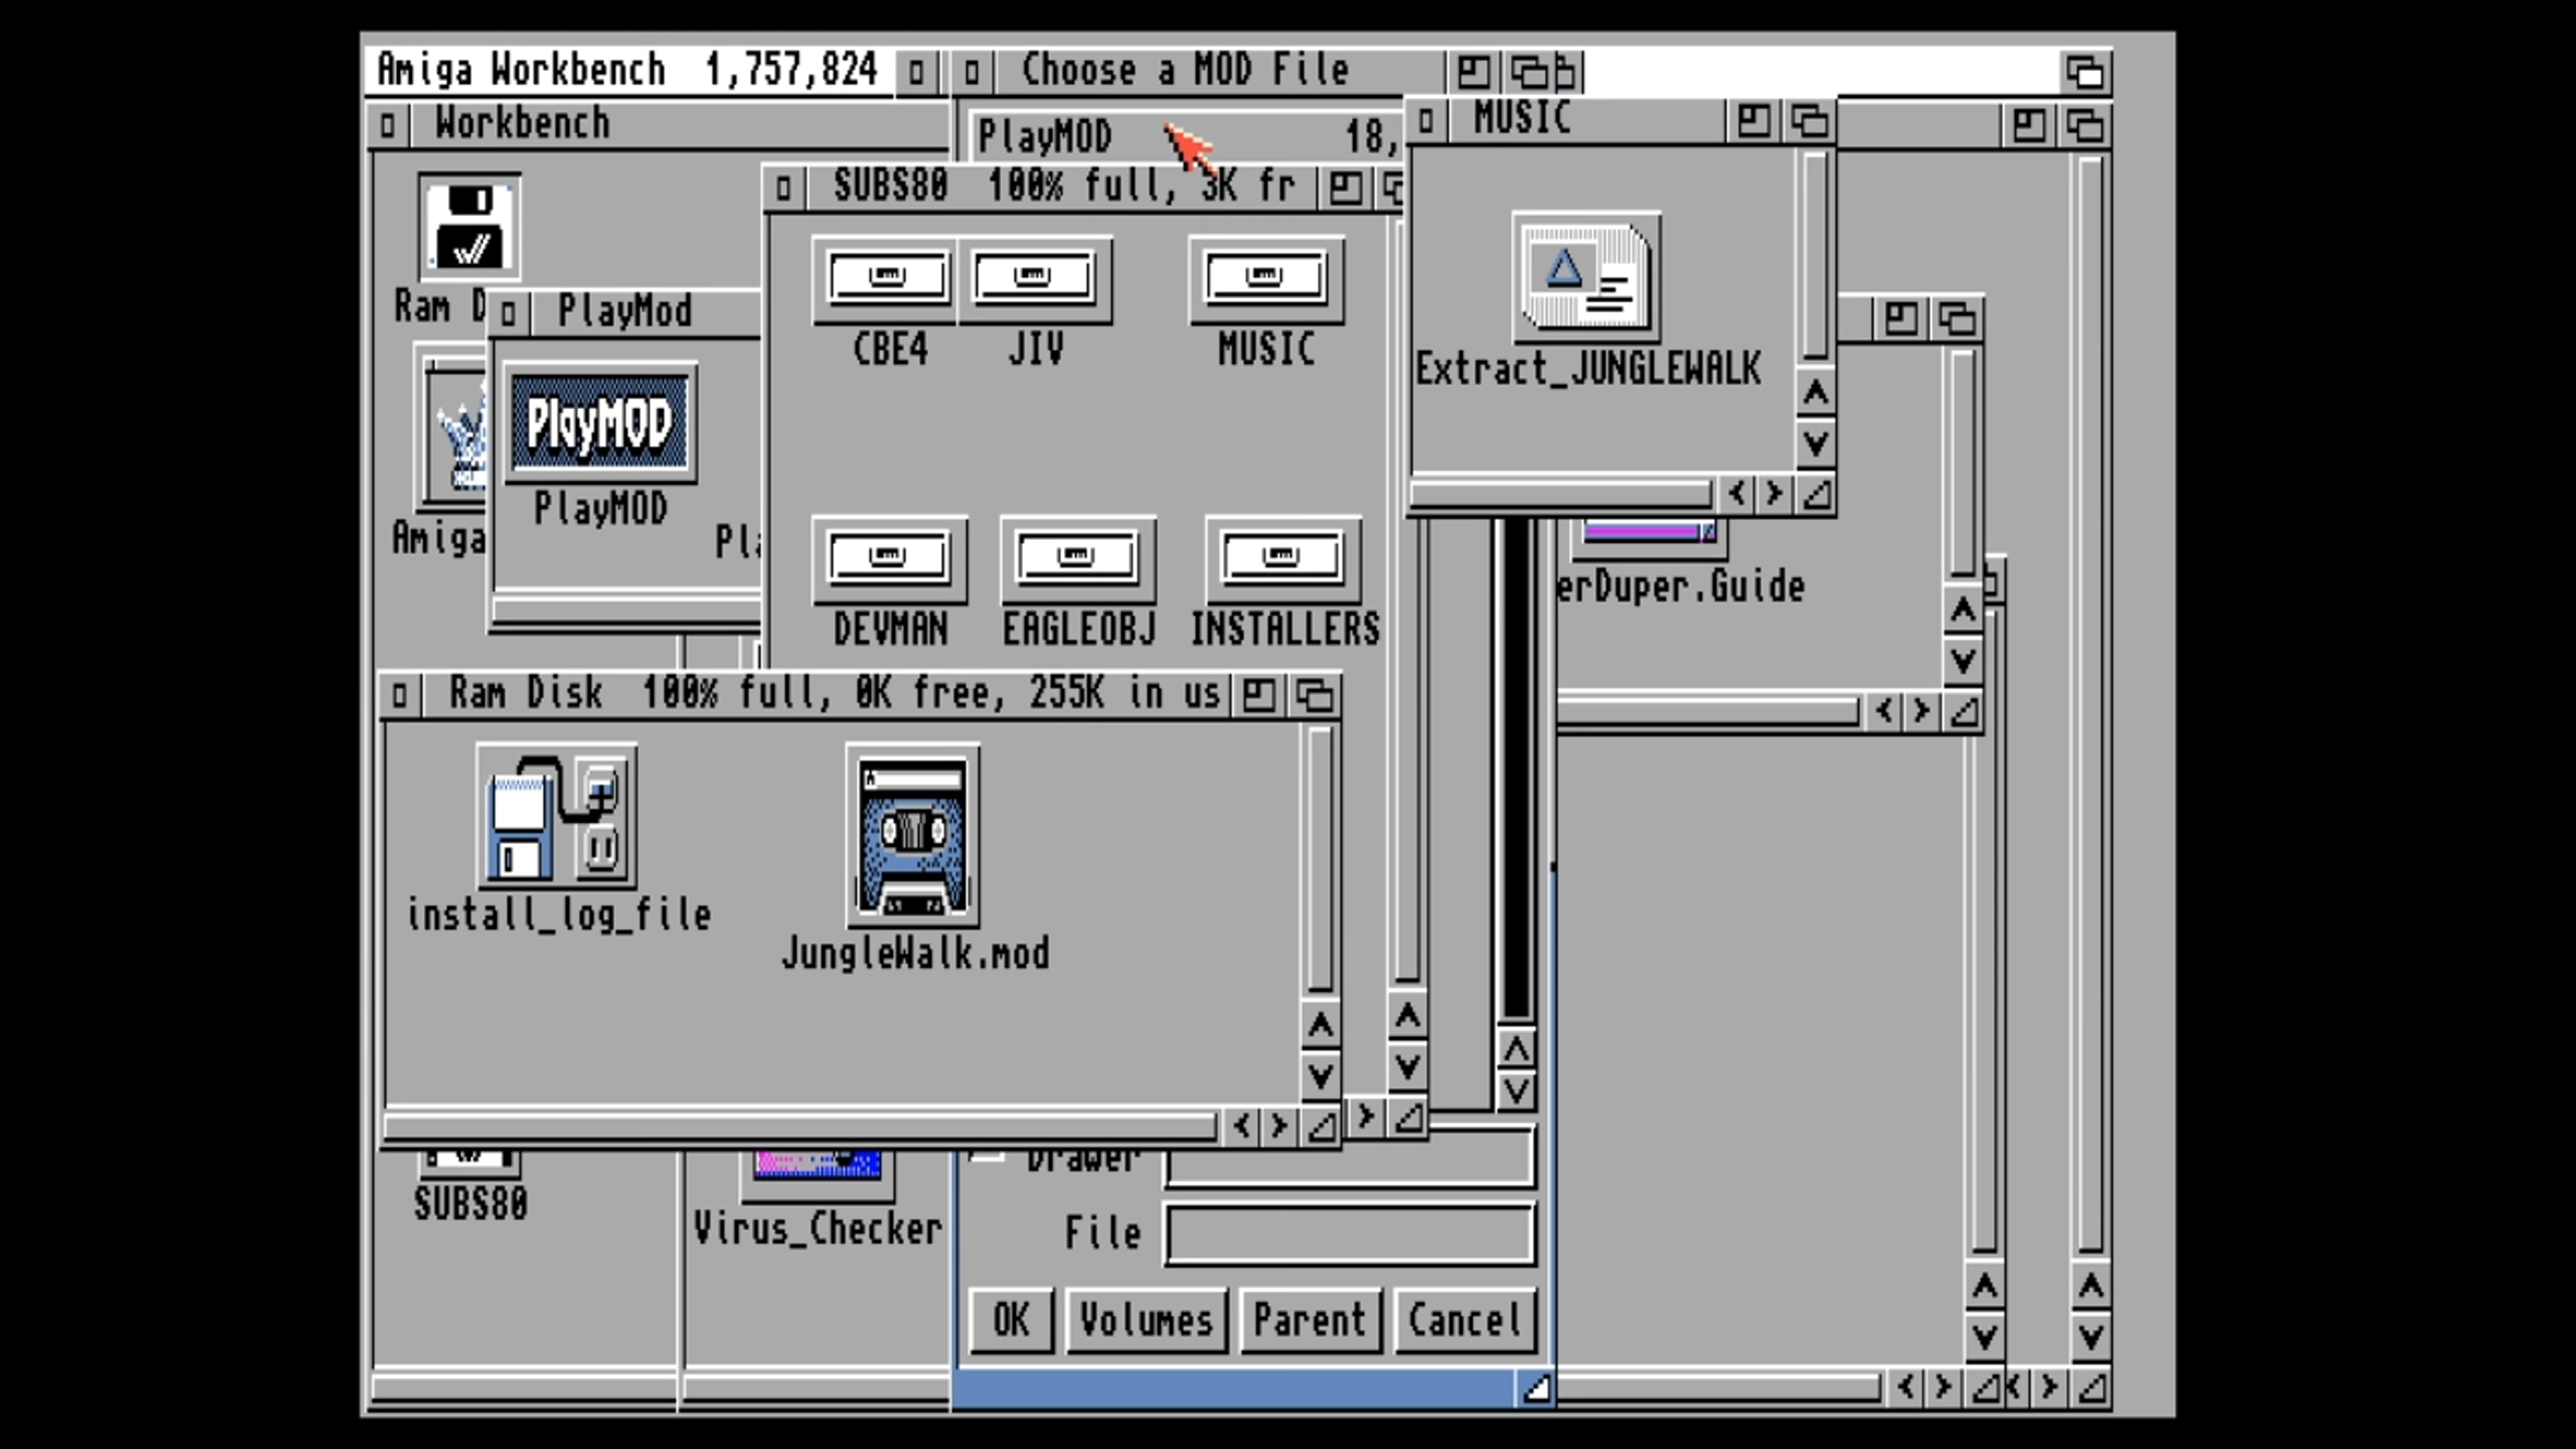 Amiga Workbench 1,757,824
Choose a MOD File
Workbench
PlayMOD 18,
MUSIC
SUBS80 100% full, 3K fr
Ram D
PlayMod
CBE4 JIV MUSIC
Extract_JUNGLEWALK
PlayMOD
PlayMOD
Amiga
Pla
DEVMAN EAGLEOBJ INSTALLERS
erDuper.Guide
Ram Disk 100% full, 0K free, 255K in us
install_log_file
JungleWalk.mod
Drawer
SUBS80
Virus_Checker
File
OK Volumes Parent Cancel